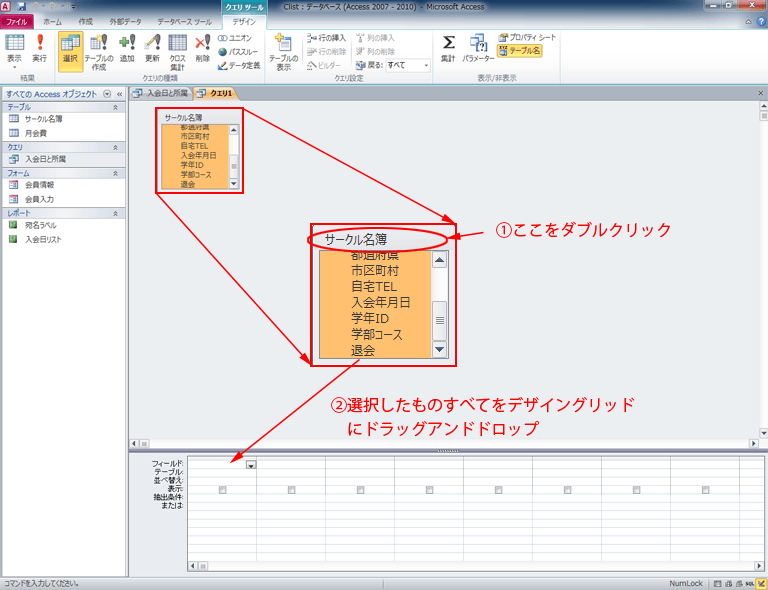 クエリ ツール
Clist : データベース (Access 2007 - 2010) - Microsoft Access
ファイル ホーム 作成 外部データ データベース ツール デザイン
表示 実行 選択 テーブルの作成 追加 更新 クロス集計 削除
ユニオン
パススルー
データ定義
テーブルの表示
行の挿入
行の削除
ビルダー
列の挿入
列の削除
戻る: すべて
集計 パラメーター
プロパティ シート
テーブル名
結果 クエリの種類 クエリ設定 表示/非表示
すべての Access オブジェクト
テーブル
サークル名簿
月会費
クエリ
入会日と所属
フォーム
会員情報
会員入力
レポート
宛名ラベル
入会日リスト
入会日と所属 クエリ1
サークル名簿
都道府県
市区町村
自宅TEL
入会年月日
学年ID
学部コース
退会
サークル名簿
都道府県
市区町村
自宅TEL
入会年月日
学年ID
学部コース
退会
①ここをダブルクリック
②選択したものすべてをデザイングリッド
にドラッグアンドドロップ
フィールド:
テーブル:
並べ替え:
表示:
抽出条件:
または:
コマンドを入力してください。
NumLock
SQL